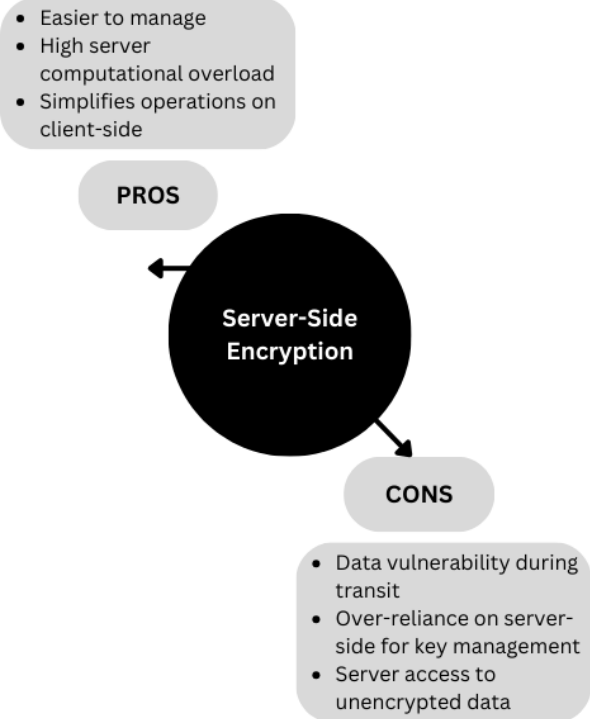 • Easier to manage
• High server
computational overload
• Simplifies operations on
client-side
PROS
Server-Side
Encryption
CONS
• Data vulnerability during
transit
• Over-reliance on server-
side for key management
• Server access to
unencrypted data